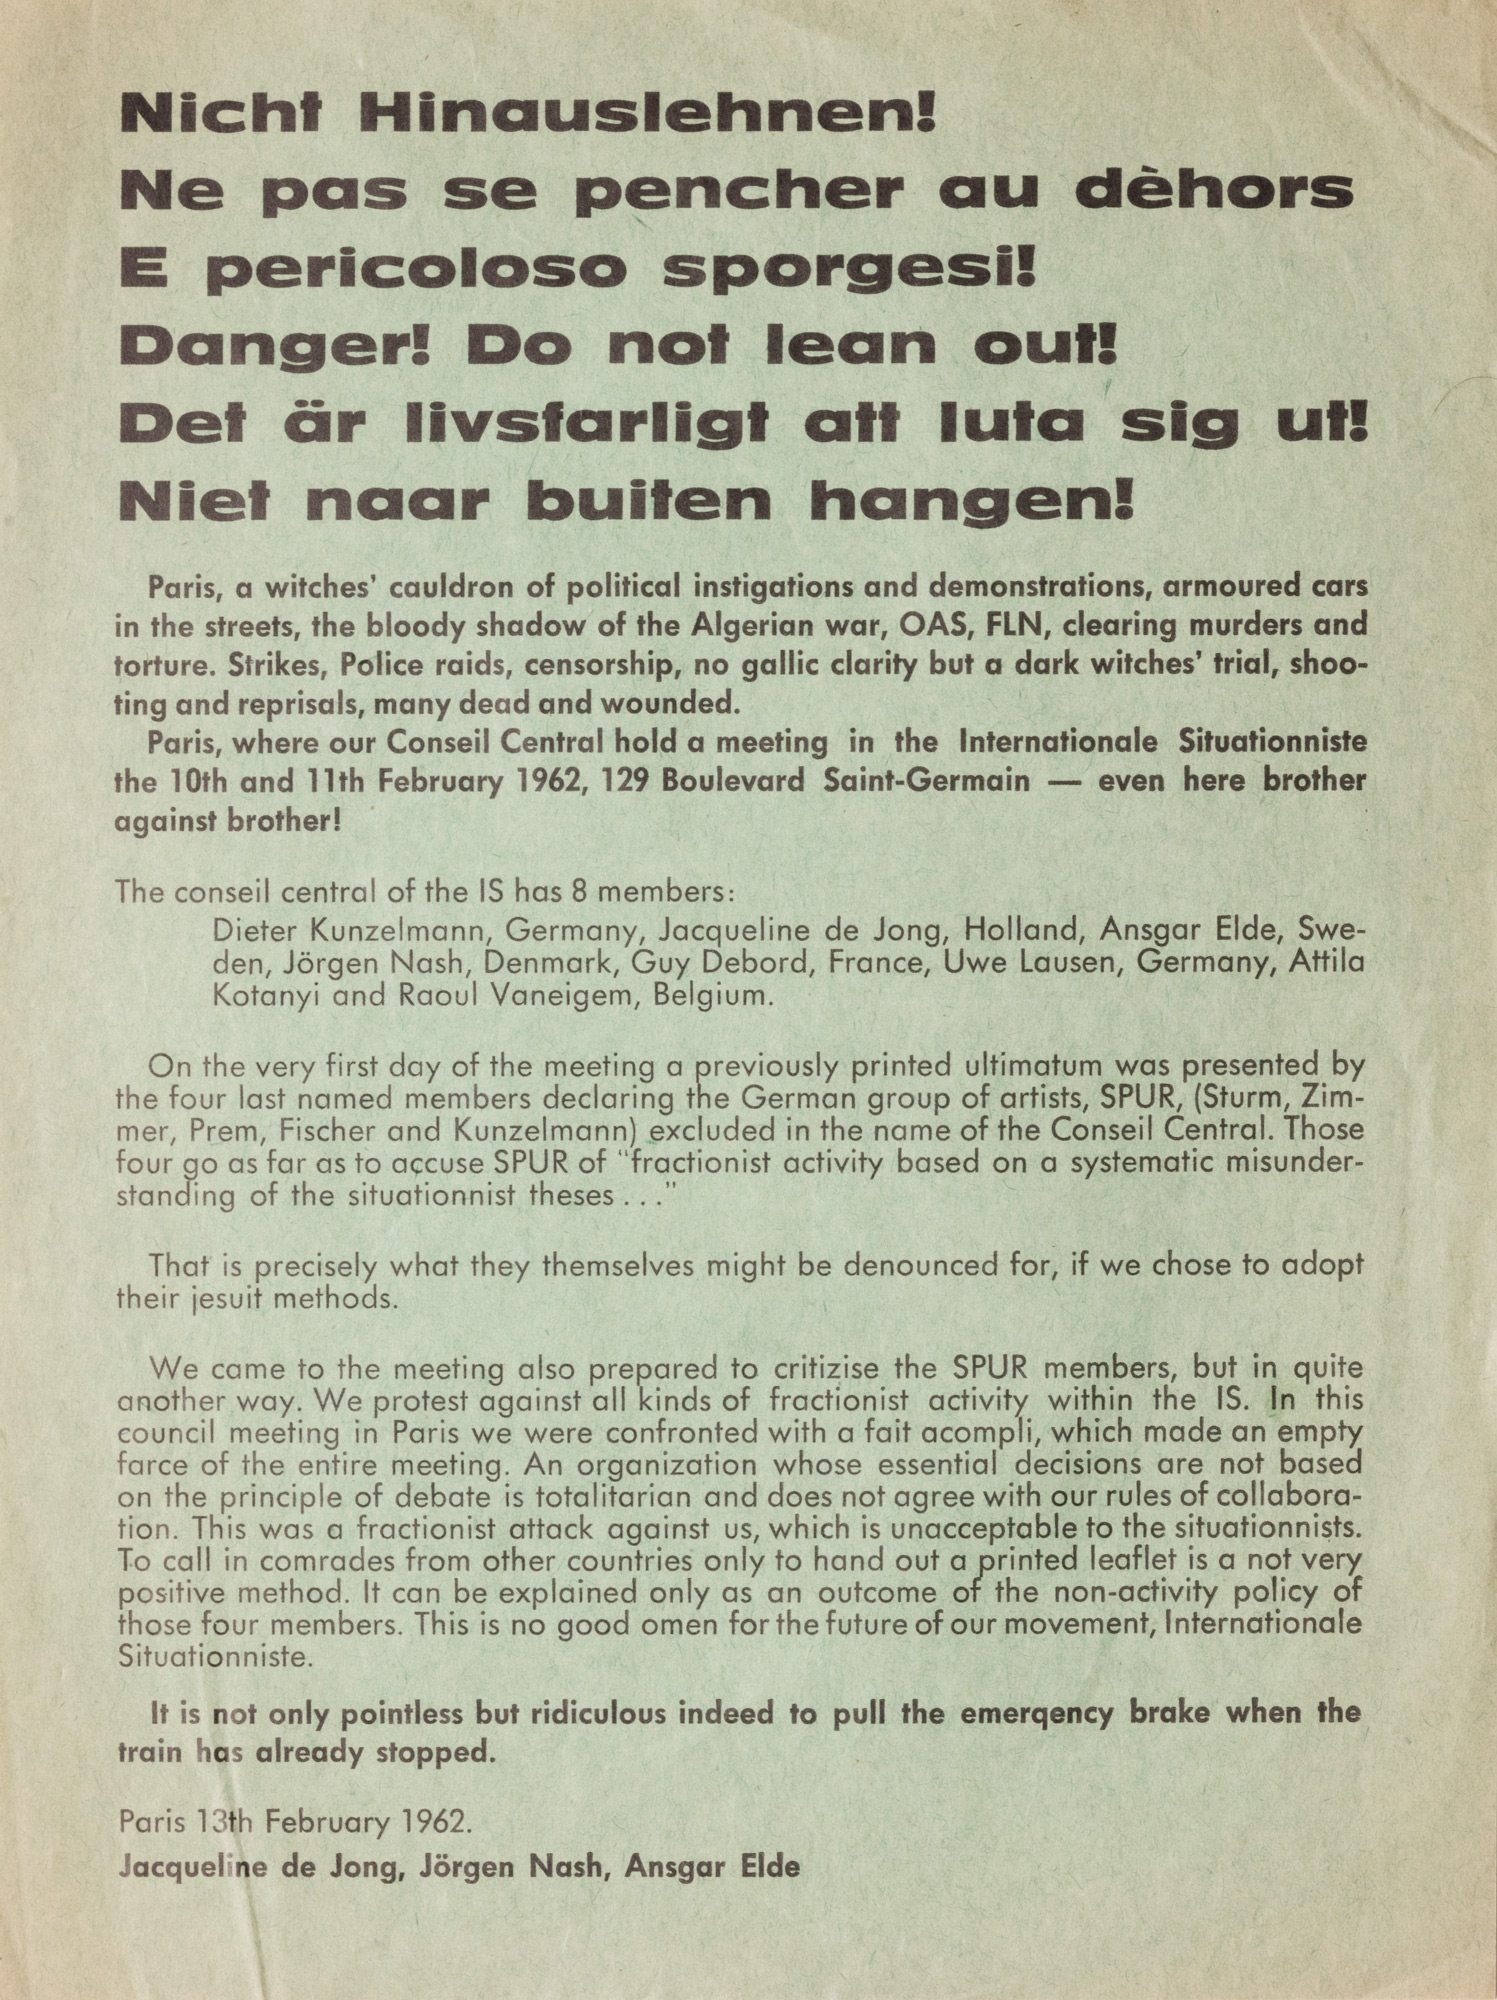 Nicht Hinauslehnen!
Ne pas se pencher au dèhors
E pericoloso sporgesi!
Danger! Do not lean out!
Det är livsfarligt att luta sig ut!
Niet naar buiten hangen!
Paris, a witches' cauldron of political instigations and demonstrations, armoured cars
in the streets, the bloody shadow of the Algerian war, OAS, FLN, clearing murders and
torture. Strikes, Police raids, censorship, no gallic clarity but a dark witches' trial, shoo-
ting and reprisals, many dead and wounded.
Paris, where our Conseil Central hold a meeting in the Internationale Situationniste
the 10th and 11th February 1962, 129 Boulevard Saint-Germain — even here brother
against brother!
The conseil central of the IS has 8 members:
Dieter Kunzelmann, Germany, Jacqueline de Jong, Holland, Ansgar Elde, Swe-
den, Jörgen Nash, Denmark, Guy Debord, France, Uwe Lausen, Germany, Attila
Kotanyi and Raoul Vaneigem, Belgium.
On the very first day of the meeting a previously printed ultimatum was presented by
the four last named members declaring the German group of artists, SPUR, (Sturm, Zim-
mer, Prem, Fischer and Kunzelmann) excluded in the name of the Conseil Central. Those
four go as far as to accuse SPUR of "fractionist activity based on a systematic misunder-
standing of the situationnist theses . . ."
That is precisely what they themselves might be denounced for, if we chose to adopt
their jesuit methods.
We came to the meeting also prepared to critizise the SPUR members, but in quite
another way. We protest against all kinds of fractionist activity within the IS. In this
council meeting in Paris we were confronted with a fait acompli, which made an empty
farce of the entire meeting. An organization whose essential decisions are not based
on the principle of debate is totalitarian and does not agree with our rules of collabora-
tion. This was a fractionist attack against us, which is unacceptable to the situationnists.
To call in comrades from other countries only to hand out a printed leaflet is a not very
positive method. It can be explained only as an outcome of the non-activity policy of
those four members. This is no good omen for the future of our movement, Internationale
Situationniste.
It is not only pointless but ridiculous indeed to pull the emerqency brake when the
train has already stopped.
Paris 13th February 1962.
Jacqueline de Jong, Jörgen Nash, Ansgar Elde